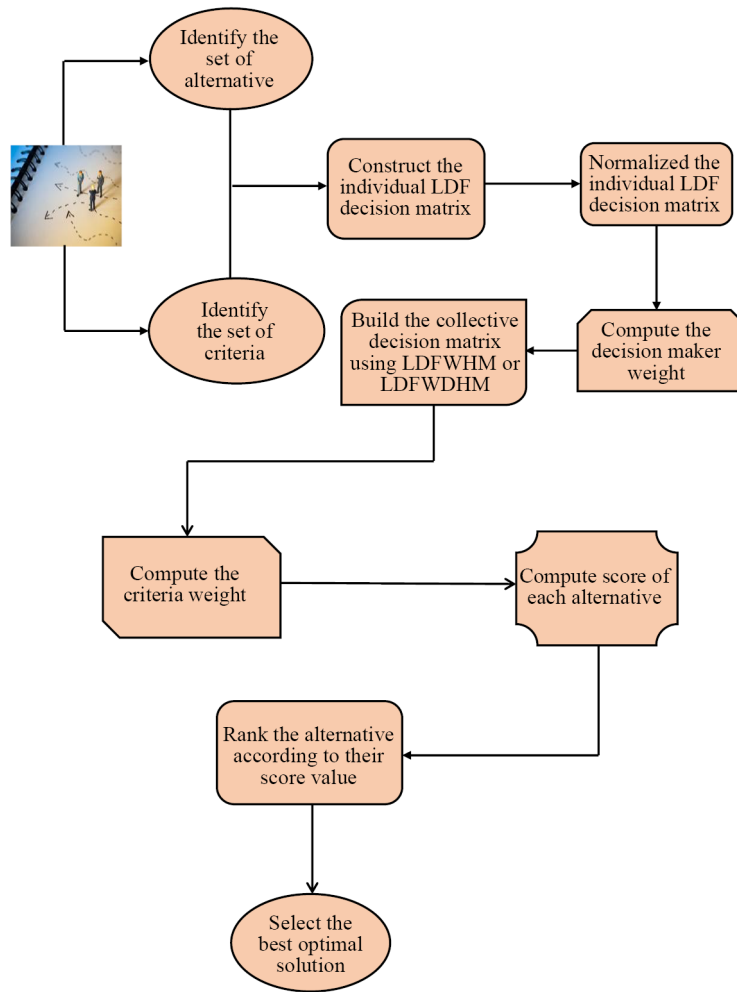 Identify the
set of
alternative
Construct the
individual LDF
decision matrix
Normalized the
individual LDF
decision matrix
Identify
the set of
criteria
Build the collective
decision matrix
using LDFWHM or
LDFWDHM
Compute the
decision maker
weight
Compute the
criteria weight
Compute score of
each alternative
Rank the alternative
according to their
score value
Select the
best optimal
solution